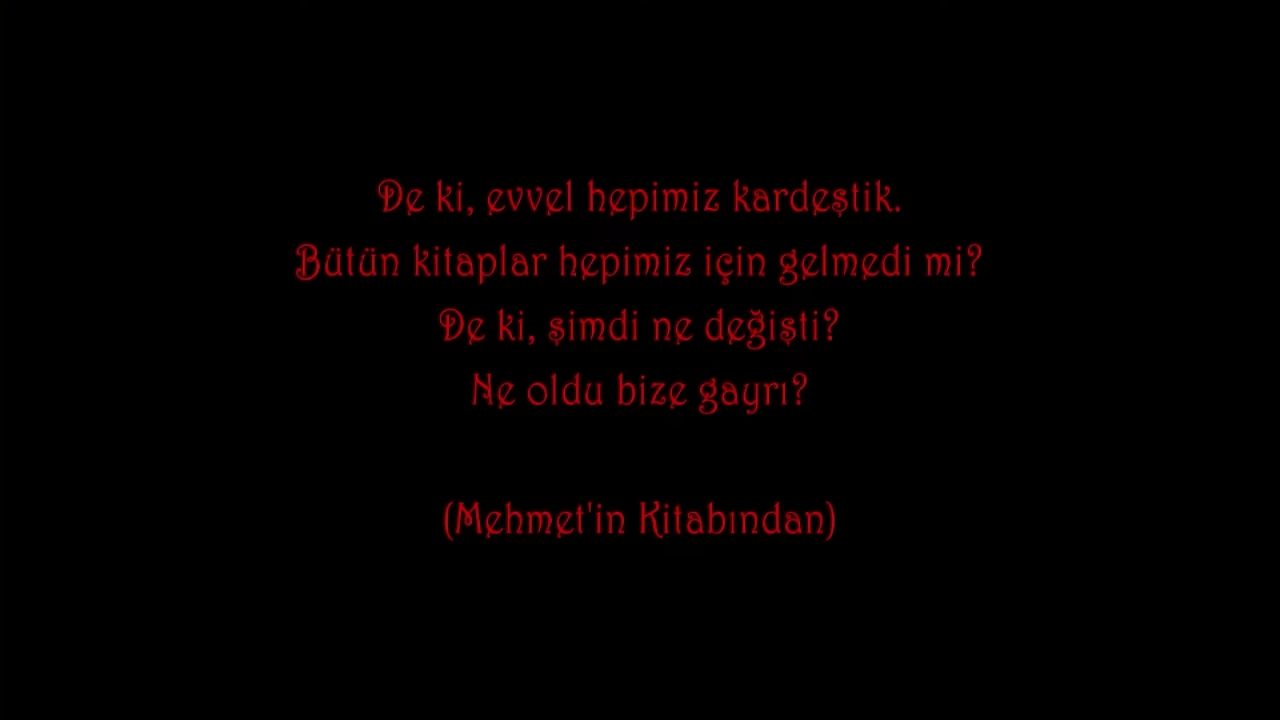 De ki, evvel hepimiz kardeştik.
Bütün kitaplar hepimiz için gelmedi mi?
De ki, şimdi ne değişti?
Ne oldu bize gayrı?
(Mehmet'in Kitabından)